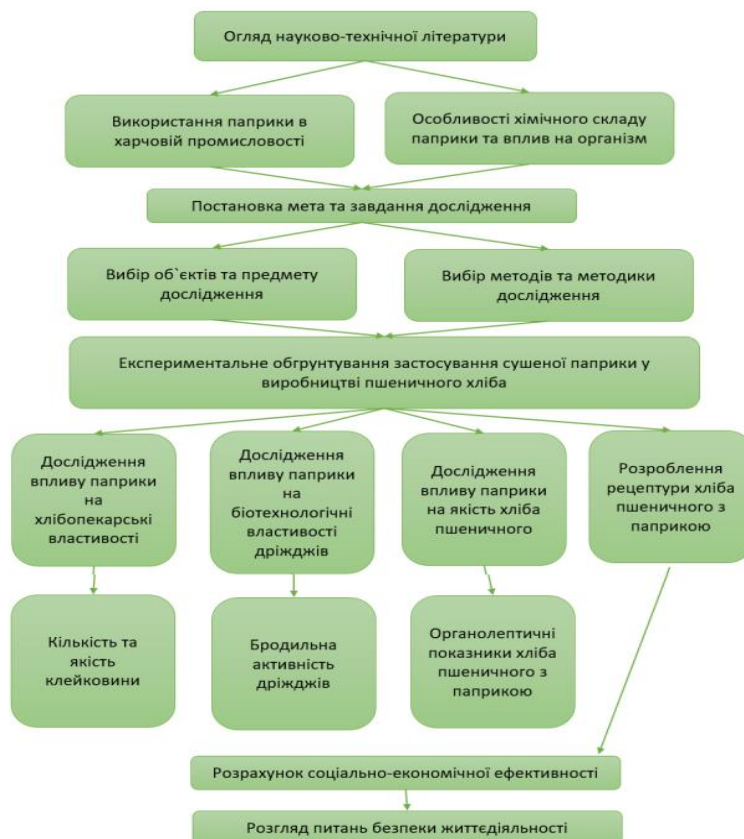 Огляд науково-технічної літератури
Використання паприки в
харчовій промисловості
Особливості хімічного складу
паприки та вплив на організм
Постановка мета та завдання дослідження
Вибір об`єктів та предмету
дослідження
Вибір методів та методики
дослідження
Експериментальне обгрунтування застосування сушеної паприки у
виробництві пшеничного хліба
Дослідження
впливу паприки
на
хлібопекарські
властивості
Дослідження
впливу паприки
на
біотехнологічні
властивості
дріжджів
Дослідження
впливу паприки
на якість хліба
пшеничного
Розроблення
рецептури хліба
пшеничного з
паприкою
Кількість та
якість
клейковини
Бродильна
активність
дріжджів
Органолептичні
показники хліба
пшеничного з
паприкою
Розрахунок соціально-економічної ефективності
Розгляд питань безпеки життєдіяльності